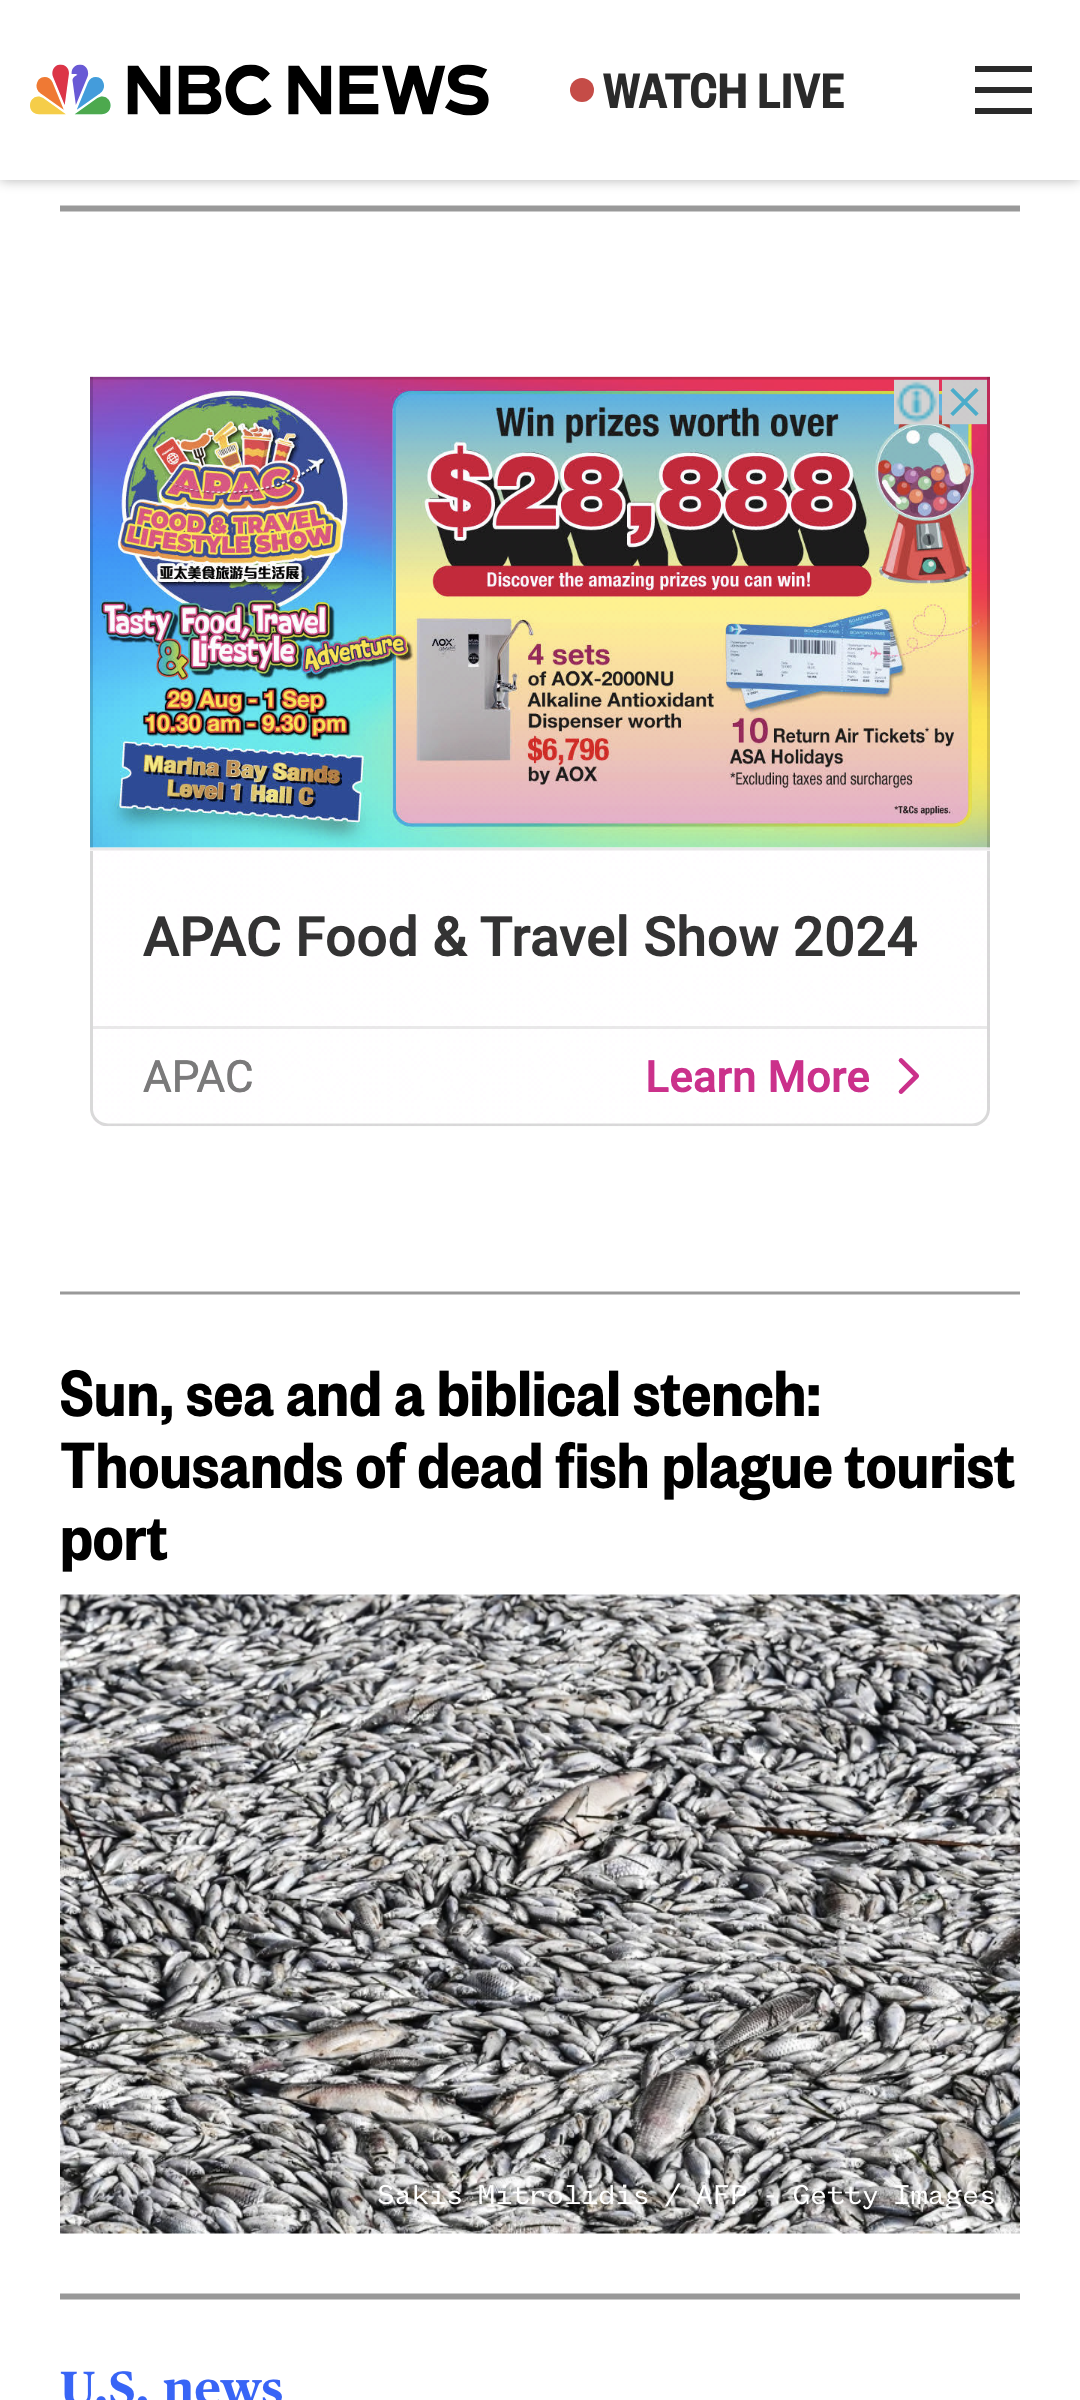 NBC NEWS
WATCH LIVE
APAC
FOOD & TRAVEL
LIFESTYLE SHOW
亚太美食旅游与生活展
Tasty Food, Travel
& Lifestyle Adventure
29 Aug - 1 Sep
10.30 am - 9.30 pm
Marina Bay Sands
Level 1 Hall C
Win prizes worth over
$28,888
Discover the amazing prizes you can win!
AOX
4 sets
of AOX-2000NU
Alkaline Antioxidant
Dispenser worth
$6,796
by AOX
BOARDING PASS
BOARDING PASS
10 Return Air Tickets* by
ASA Holidays
*Excluding taxes and surcharges
*T&Cs applies.
APAC Food & Travel Show 2024
APAC
Learn More
Sun, sea and a biblical stench:
Thousands of dead fish plague tourist
port
Sakis Mitrolidis / AFP - Getty Images
U.S. news